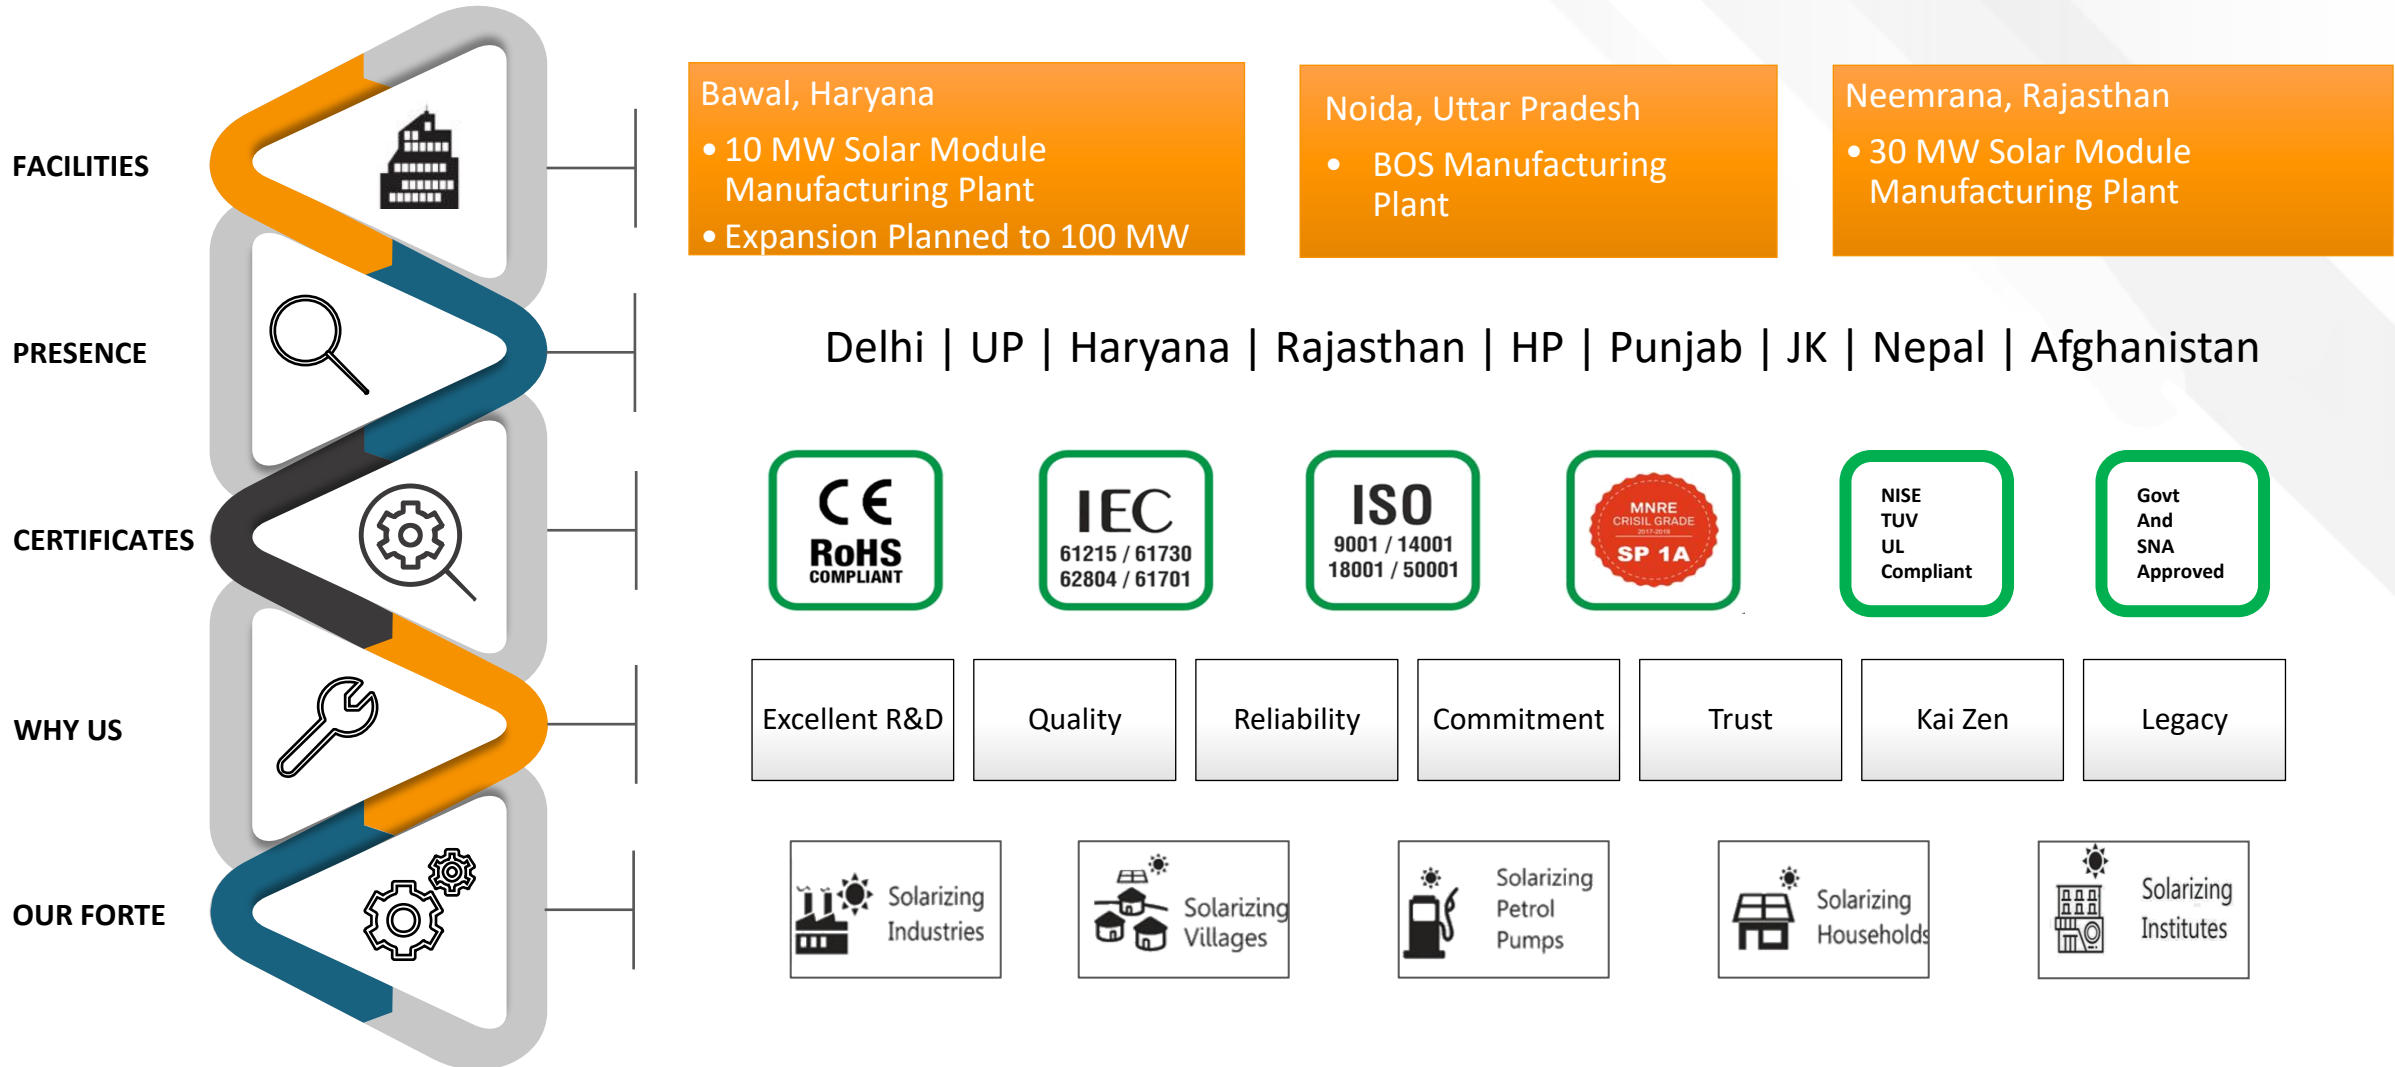 FACILITIES
Bawal, Haryana
• 10 MW Solar Module
Manufacturing Plant
• Expansion Planned to 100 MW
Noida, Uttar Pradesh
• BOS Manufacturing
Plant
Neemrana, Rajasthan
• 30 MW Solar Module
Manufacturing Plant
PRESENCE
Delhi | UP | Haryana | Rajasthan | HP | Punjab | JK | Nepal | Afghanistan
CERTIFICATES
CE
RoHS
COMPLIANT
IEC
61215 / 61730
62804 / 61701
ISO
9001 / 14001
18001 / 50001
MNRE
CRISIL GRADE
2017-2018
SP 1A
NISE
TUV
UL
Compliant
Govt
And
SNA
Approved
WHY US
Excellent R&D
Quality
Reliability
Commitment
Trust
Kai Zen
Legacy
OUR FORTE
Solarizing
Industries
Solarizing
Villages
Solarizing
Petrol
Pumps
Solarizing
Households
Solarizing
Institutes